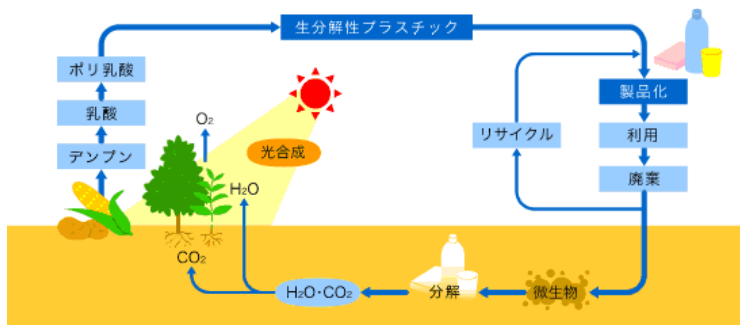 生分解性プラスチック
ポリ乳酸
乳酸
デンプン
O₂
光合成
H₂O
CO₂
リサイクル
製品化
利用
廃棄
H₂O・CO₂
分解
微生物